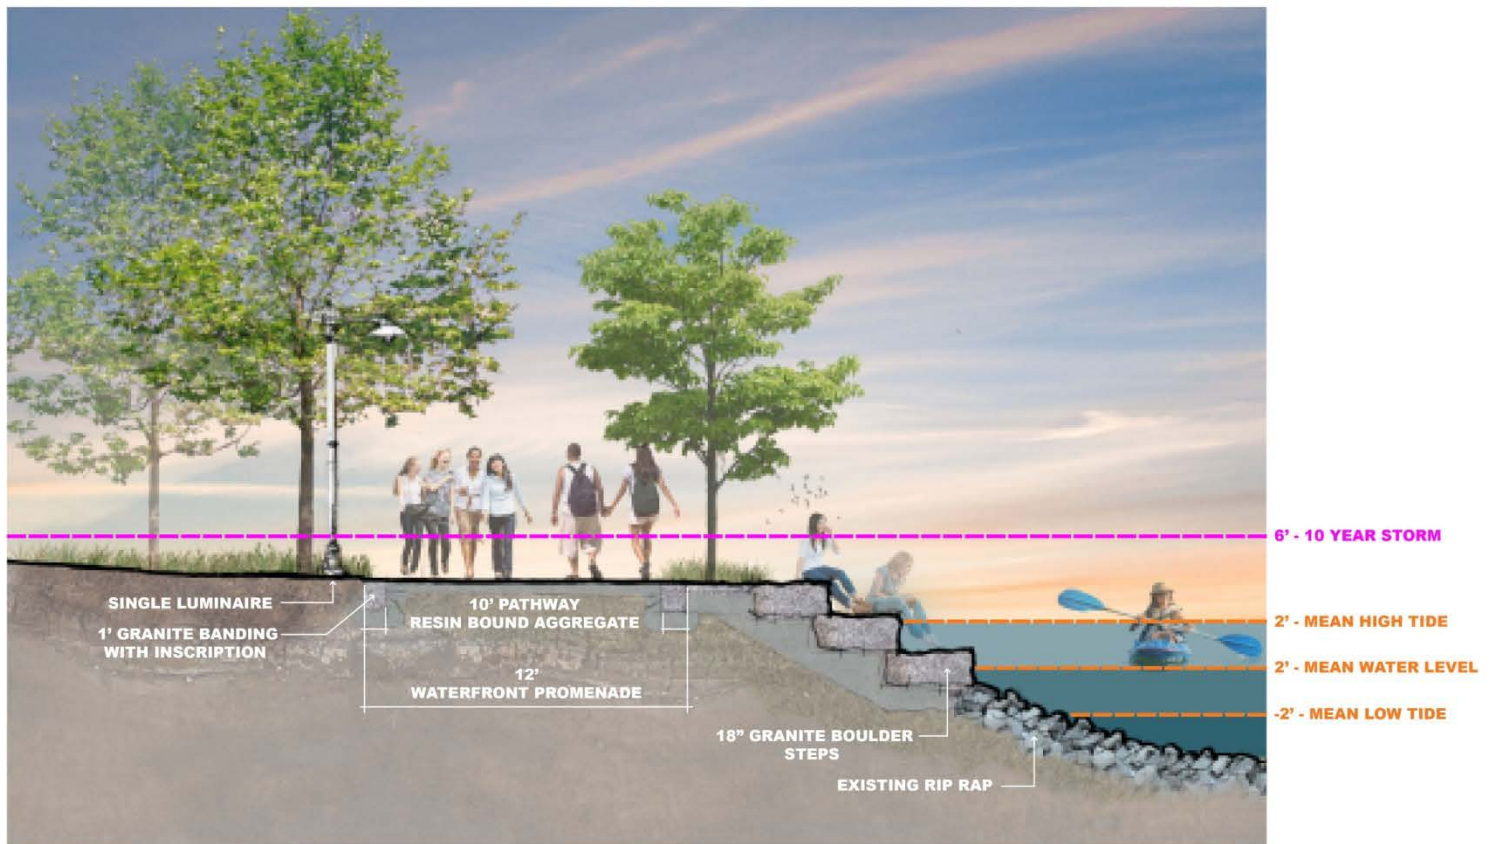 6' - 10 YEAR STORM
SINGLE LUMINAIRE
1' GRANITE BANDING
WITH INSCRIPTION
10' PATHWAY
RESIN BOUND AGGREGATE
12'
WATERFRONT PROMENADE
2' - MEAN HIGH TIDE
2' - MEAN WATER LEVEL
-2' - MEAN LOW TIDE
18" GRANITE BOULDER
STEPS
EXISTING RIP RAP